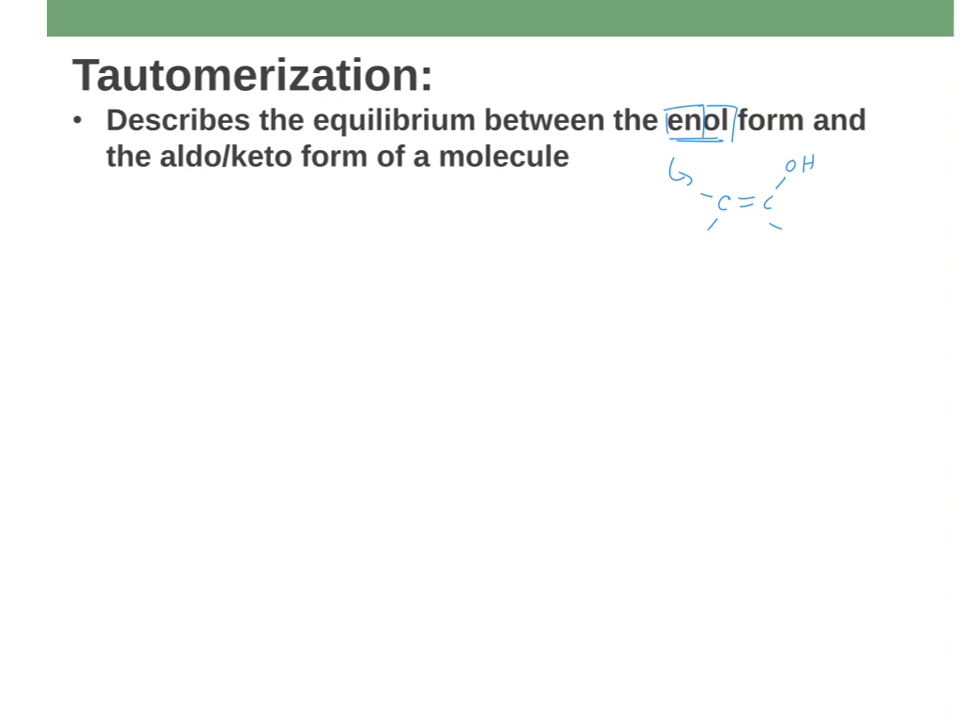 Tautomerization:
• Describes the equilibrium between the enol form and
the aldo/keto form of a molecule
OH
C = C